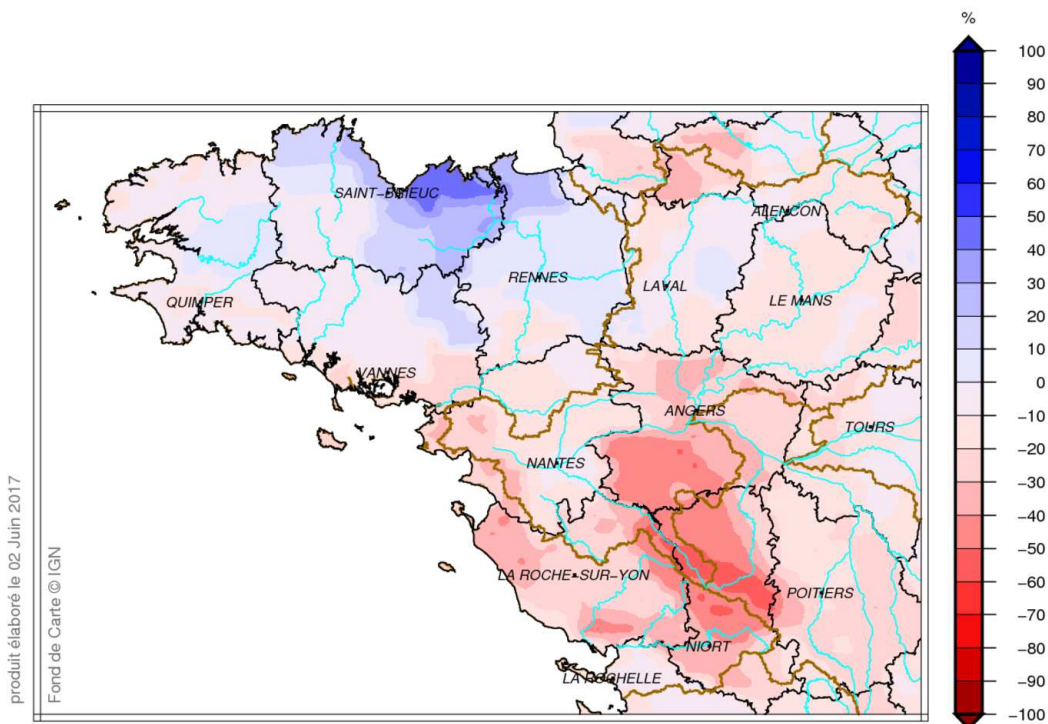 %
100
90
80
70
60
50
40
30
20
10
0
−10
−20
−30
−40
−50
−60
−70
−80
−90
−100
SAINT−BRIEUC
ALENCON
RENNES
LAVAL
QUIMPER
LE MANS
VANNES
ANGERS
TOURS
NANTES
LA ROCHE-SUR−YON
POITIERS
NIORT
LA ROCHELLE
produit élaboré le 02 Juin 2017
Fond de Carte © IGN